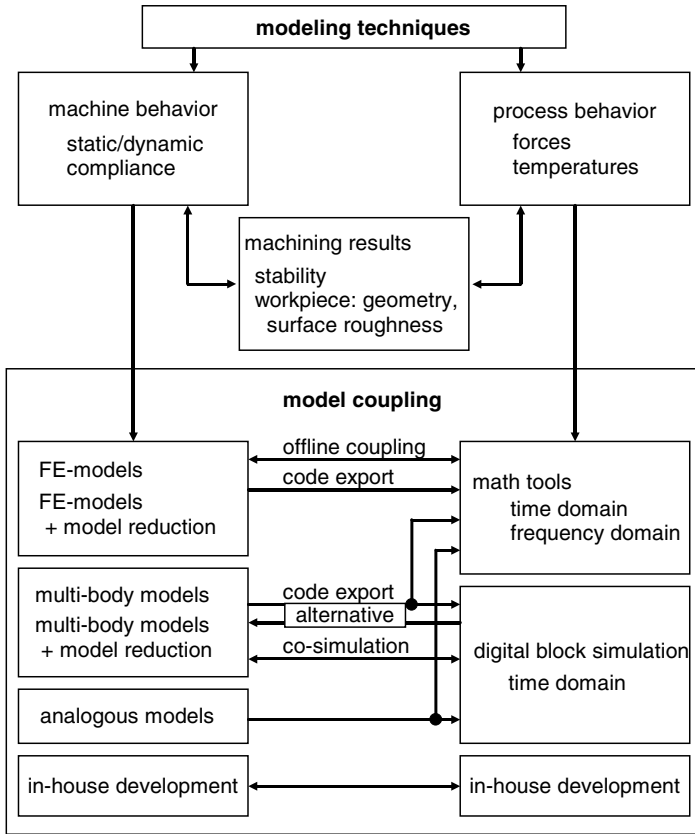 modeling techniques
machine behavior
static/dynamic
compliance
process behavior
forces
temperatures
machining results
stability
workpiece: geometry,
surface roughness
model coupling
FE-models
FE-models
+ model reduction
offline coupling
code export
math tools
time domain
frequency domain
multi-body models
multi-body models
+ model reduction
code export
alternative
co-simulation
digital block simulation
time domain
analogous models
in-house development
in-house development